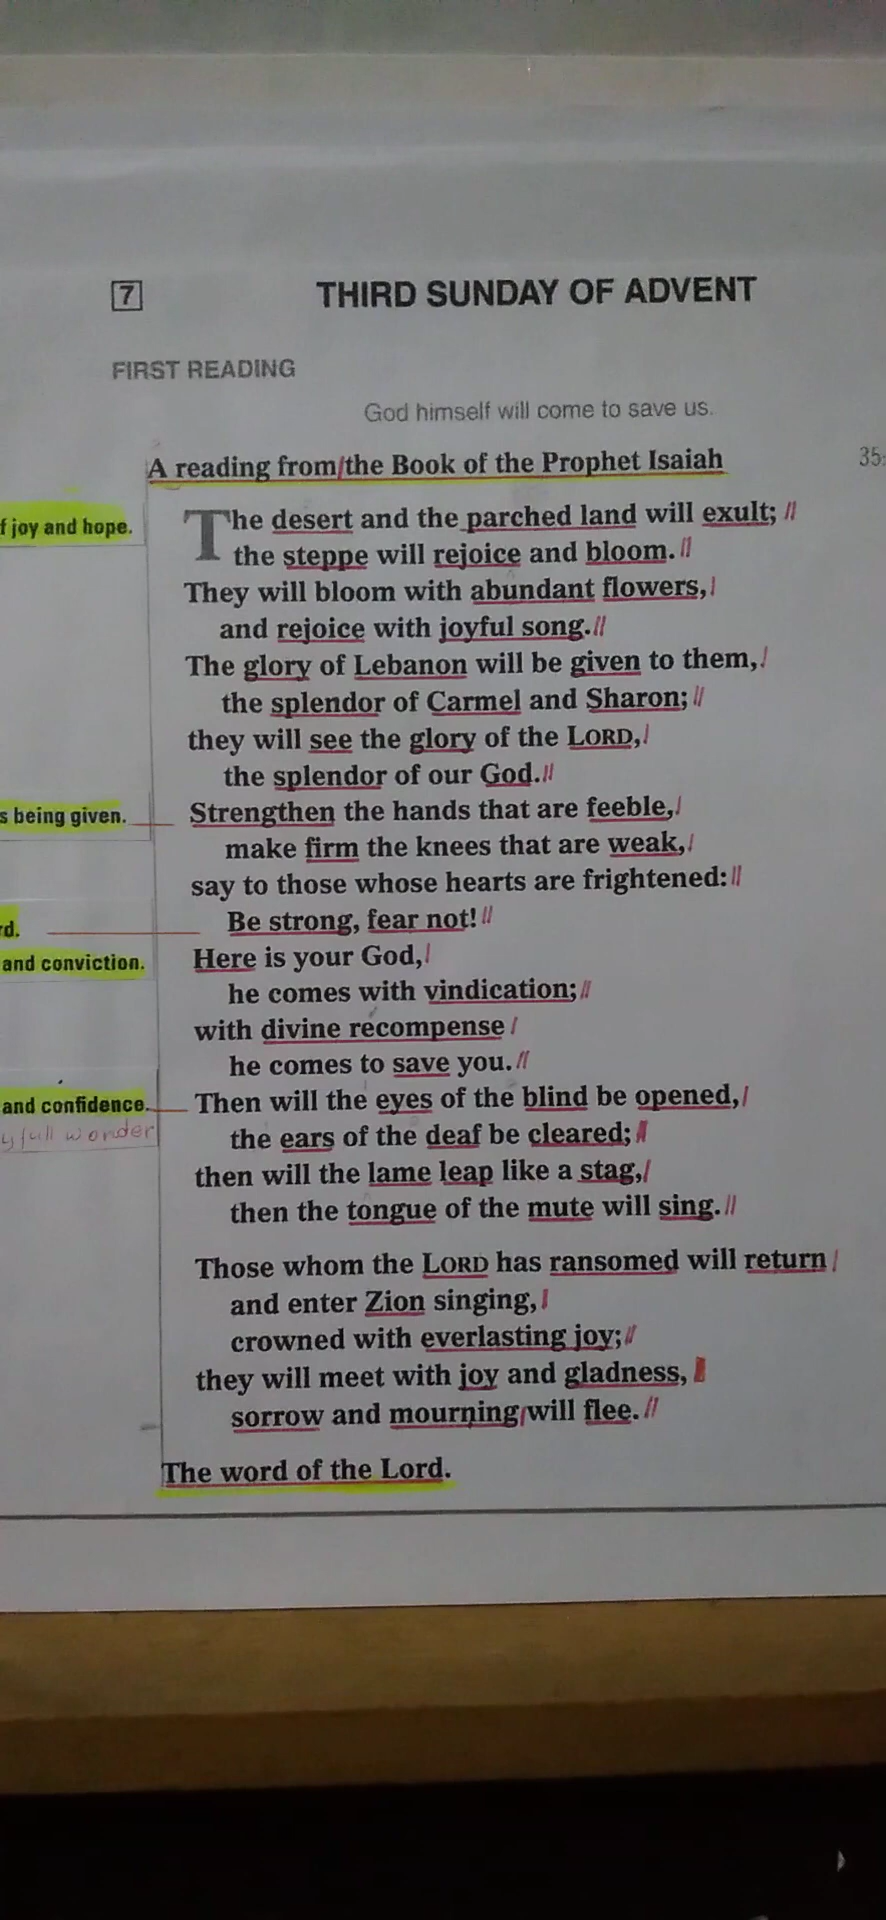 7
THIRD SUNDAY OF ADVENT
FIRST READING
God himself will come to save us.
A reading from/the Book of the Prophet Isaiah
35:
f joy and hope.
The desert and the parched land will exult; //
the steppe will rejoice and bloom. //
They will bloom with abundant flowers, /
and rejoice with joyful song. //
The glory of Lebanon will be given to them, /
the splendor of Carmel and Sharon; //
they will see the glory of the LORD, /
the splendor of our God. //
s being given.
Strengthen the hands that are feeble, /
make firm the knees that are weak, /
say to those whose hearts are frightened: //
rd.
Be strong, fear not! //
and conviction.
Here is your God, /
he comes with vindication; //
with divine recompense /
he comes to save you. //
and confidence.
Then will the eyes of the blind be opened, /
yfull wonder
the ears of the deaf be cleared; //
then will the lame leap like a stag, /
then the tongue of the mute will sing. //
Those whom the LORD has ransomed will return /
and enter Zion singing, /
crowned with everlasting joy; //
they will meet with joy and gladness, /
sorrow and mourning/will flee. //
The word of the Lord.